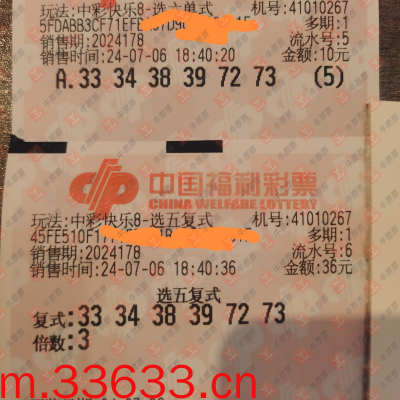 玩法:中彩快乐8-选六单式 机号:41010267
多期:1
销售期:2024178 流水号:5
销售时间:24-07-06 18:40:20 金额:10元
A.33 34 38 39 72 73 (5)
中国福利彩票
CHINA WELFARE LOTTERY
玩法:中彩快乐8-选五复式 机号:41010267
多期:1
销售期:2024178 流水号:6
销售时间:24-07-06 18:40:36 金额:36元
选五复式
复式:33 34 38 39 72 73
倍数:3
m.33633.cn